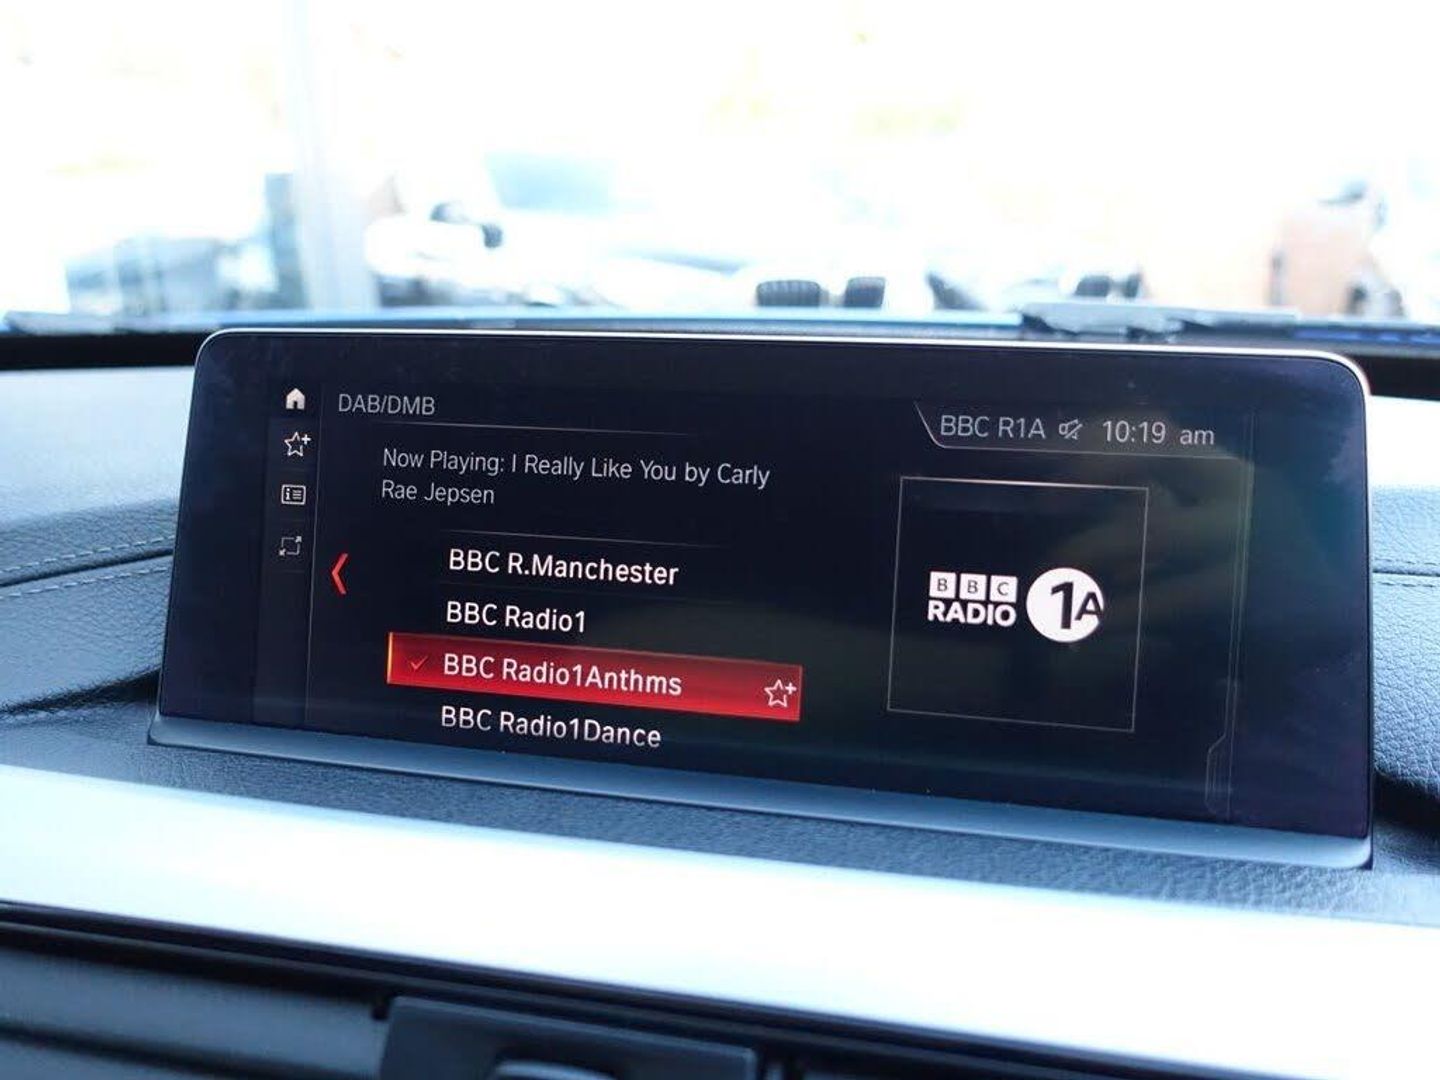 DAB/DMB
BBC R1A 10:19 am
Now Playing: I Really Like You by Carly
Rae Jepsen
BBC R.Manchester
BBC Radio1
BBC Radio1Anthms
BBC Radio1Dance
BBC
RADIO 1A